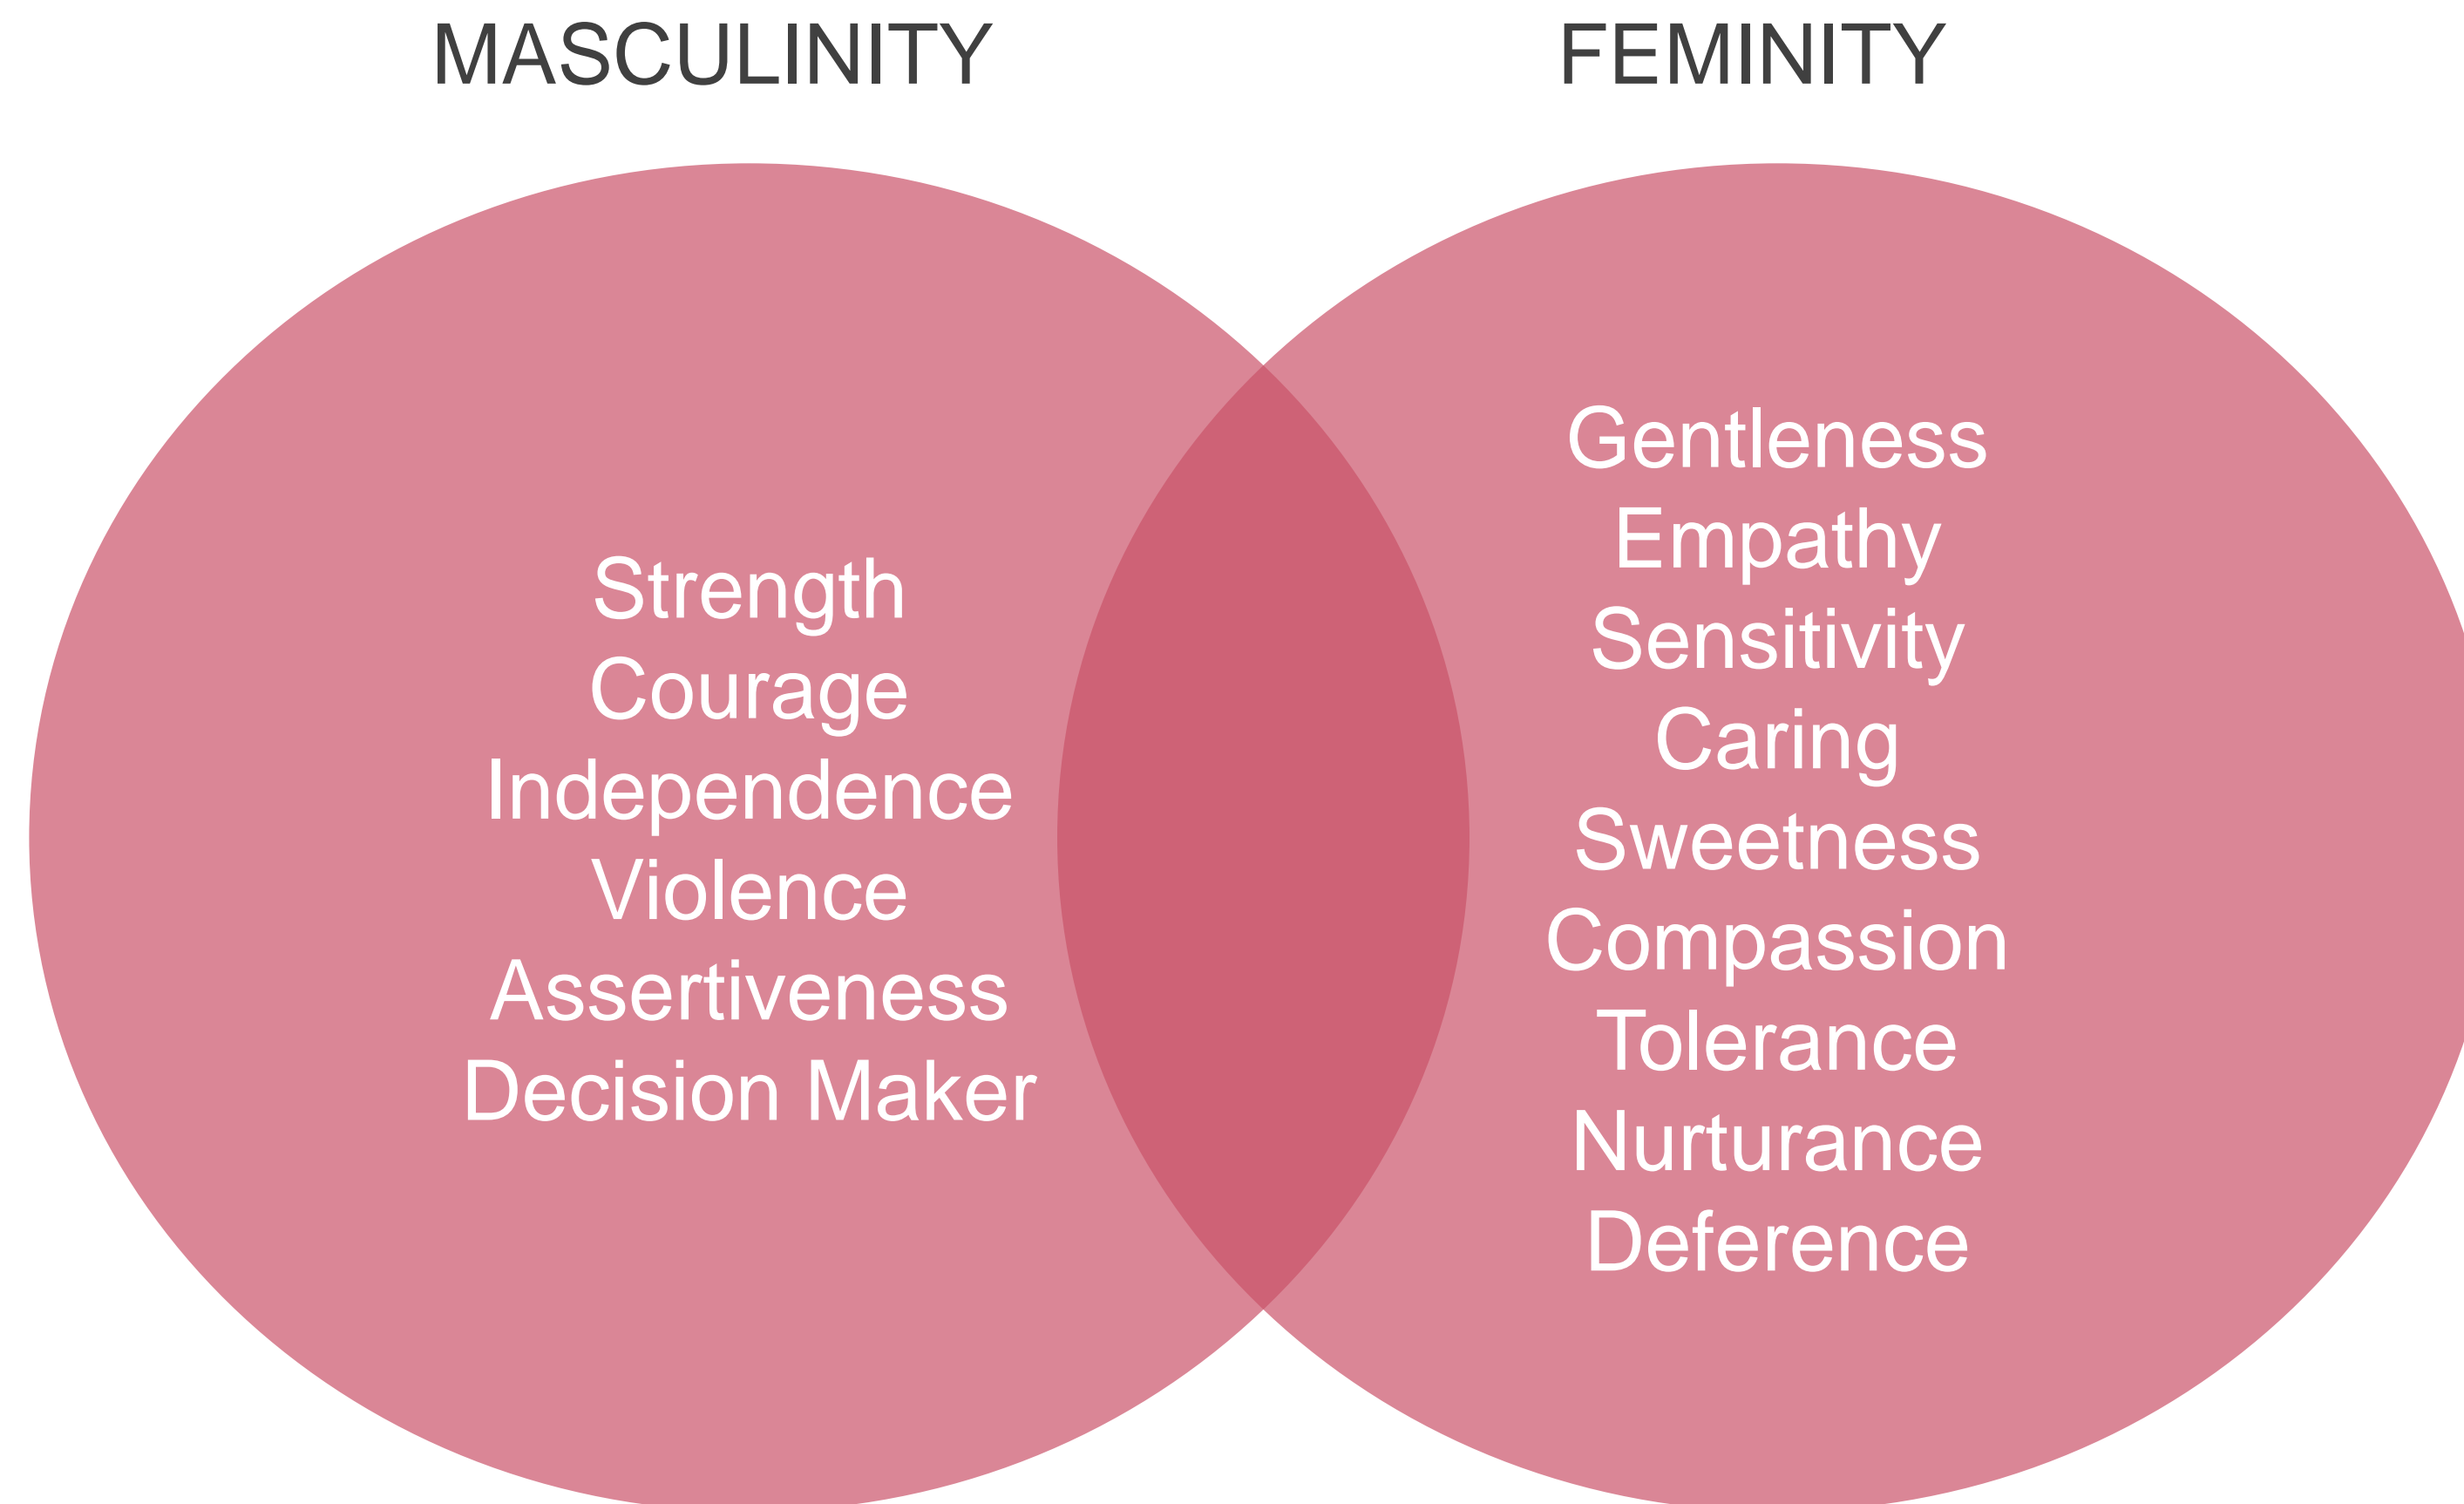 MASCULINITY
FEMINITY
Strength
Courage
Independence
Violence
Assertiveness
Decision Maker
Gentleness
Empathy
Sensitivity
Caring
Sweetness
Compassion
Tolerance
Nurturance
Deference